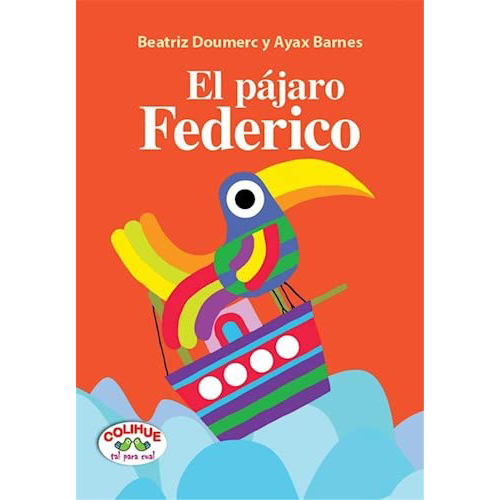 Beatriz Doumerc y Ayax Barnes
El pájaro
Federico
COLIHUE
tal para cual